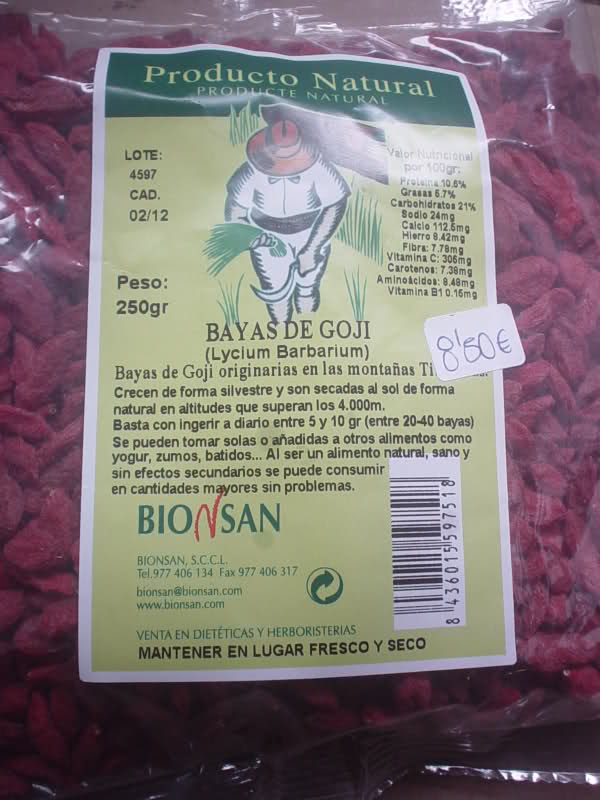 Producto Natural
PRODUCTE NATURAL
LOTE:
4597
CAD.
02/12
Peso:
250gr
Valor Nutricional
por 100gr:
Proteina 10.6%
Grasas 5.7%
Carbohidratos 21%
Sodio 24mg
Calcio 112.5mg
Hierro 8.42mg
Fibra: 7.78mg
Vitamina C: 306mg
Carotenos: 7.38mg
Aminoácidos: 8.48mg
Vitamina B1 0.15mg
BAYAS DE GOJI
(Lycium Barbarium)
8'60€
Bayas de Goji originarias en las montañas
Crecen de forma silvestre y son secadas al sol de forma
natural en altitudes que superan los 4.000m.
Basta con ingerir a diario entre 5 y 10 gr (entre 20-40 bayas)
Se pueden tomar solas o añadidas a otros alimentos como
yogur, zumos, batidos... Al ser un alimento natural, sano y
sin efectos secundarios se puede consumir
en cantidades mayores sin problemas.
BIONSAN
BIONSAN, S.C.C.L.
Tel.977 406 134 Fax 977 406 317
bionsan@bionsan.com
www.bionsan.com
8 436015 597518
VENTA EN DIETÉTICAS Y HERBORISTERIAS
MANTENER EN LUGAR FRESCO Y SECO